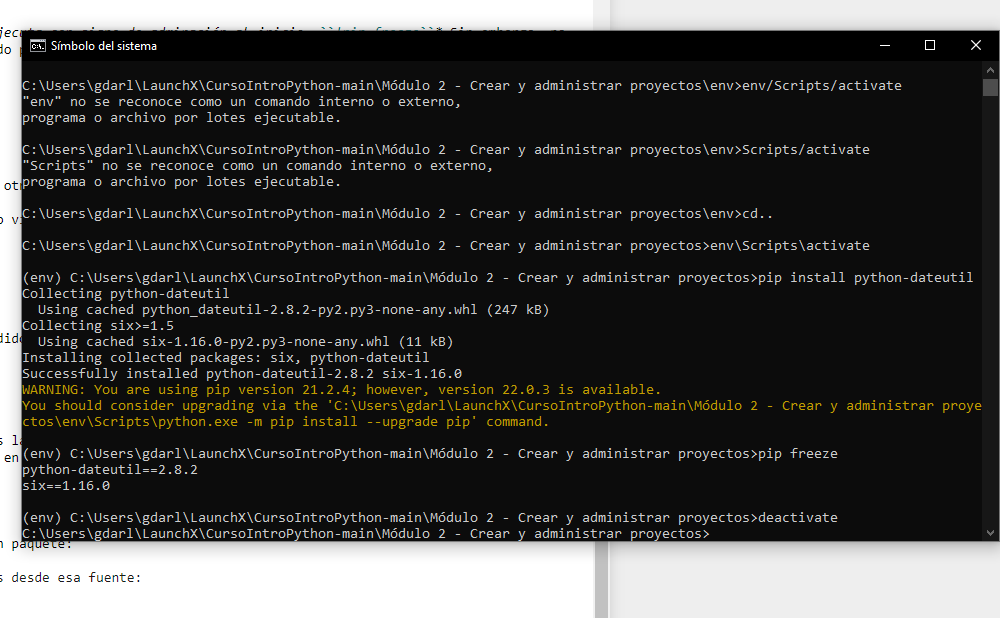 Símbolo del sistema
C:\Users\gdarl\LaunchX\CursoIntroPython-main\Módulo 2 - Crear y administrar proyectos\env>env/Scripts/activate
"env" no se reconoce como un comando interno o externo,
programa o archivo por lotes ejecutable.
C:\Users\gdarl\LaunchX\CursoIntroPython-main\Módulo 2 - Crear y administrar proyectos\env>Scripts/activate
"Scripts" no se reconoce como un comando interno o externo,
programa o archivo por lotes ejecutable.
C:\Users\gdarl\LaunchX\CursoIntroPython-main\Módulo 2 - Crear y administrar proyectos\env>cd..
C:\Users\gdarl\LaunchX\CursoIntroPython-main\Módulo 2 - Crear y administrar proyectos>env\Scripts\activate
(env) C:\Users\gdarl\LaunchX\CursoIntroPython-main\Módulo 2 - Crear y administrar proyectos>pip install python-dateutil
Collecting python-dateutil
Using cached python_dateutil-2.8.2-py2.py3-none-any.whl (247 kB)
Collecting six>=1.5
Using cached six-1.16.0-py2.py3-none-any.whl (11 kB)
Installing collected packages: six, python-dateutil
Successfully installed python-dateutil-2.8.2 six-1.16.0
WARNING: You are using pip version 21.2.4; however, version 22.0.3 is available.
You should consider upgrading via the 'C:\Users\gdarl\LaunchX\CursoIntroPython-main\Módulo 2 - Crear y administrar proye
ctos\env\Scripts\python.exe -m pip install --upgrade pip' command.
(env) C:\Users\gdarl\LaunchX\CursoIntroPython-main\Módulo 2 - Crear y administrar proyectos>pip freeze
python-dateutil==2.8.2
six==1.16.0
(env) C:\Users\gdarl\LaunchX\CursoIntroPython-main\Módulo 2 - Crear y administrar proyectos>deactivate
C:\Users\gdarl\LaunchX\CursoIntroPython-main\Módulo 2 - Crear y administrar proyectos>
paquete:
desde esa fuente: